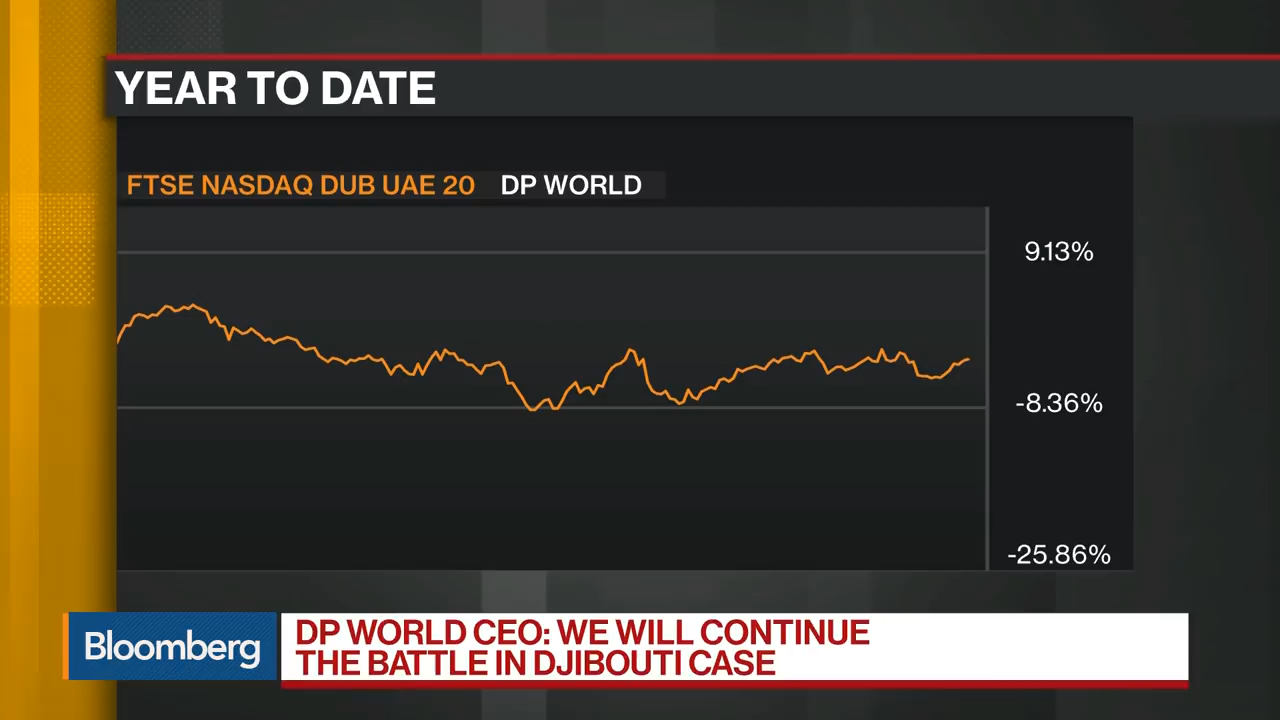 YEAR TO DATE
FTSE NASDAQ DUB UAE 20 DP WORLD
9.13%
-8.36%
-25.86%
Bloomberg
DP WORLD CEO: WE WILL CONTINUE
THE BATTLE IN DJIBOUTI CASE